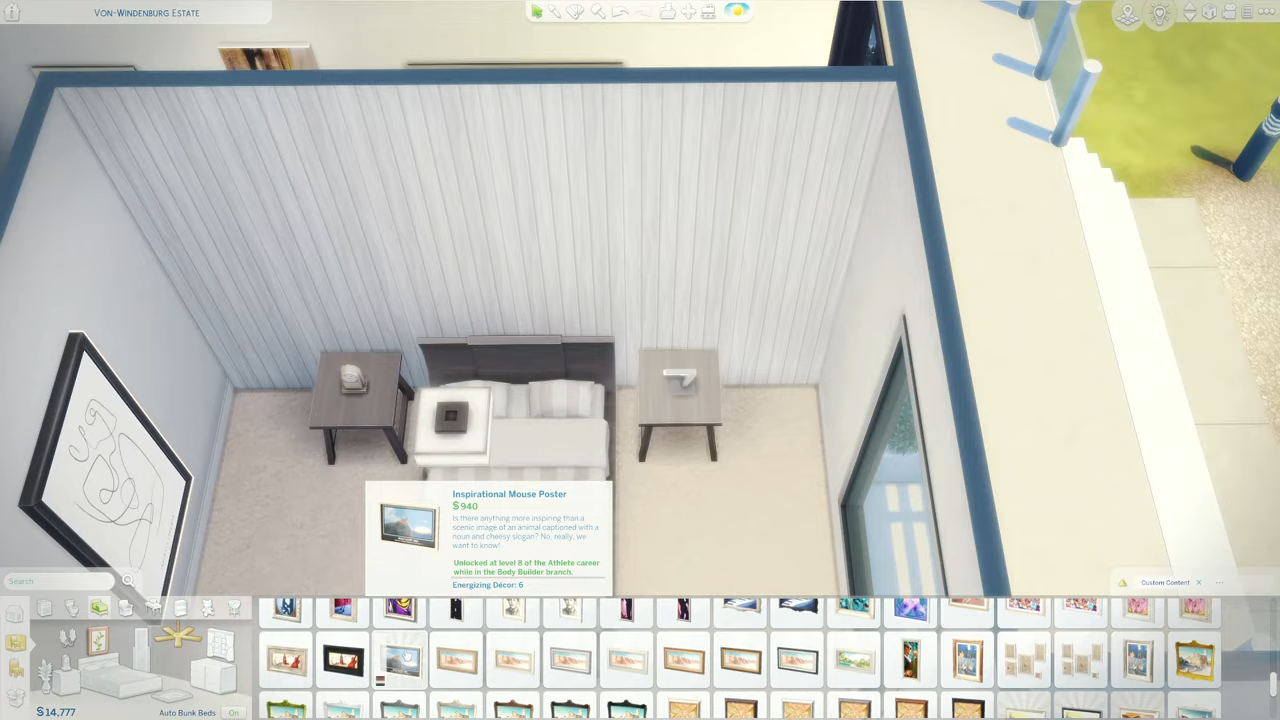 Von-Windenburg Estate
Inspirational Mouse Poster
§940
Is there anything more inspiring than a
scenic image of an animal captioned with a
noun and cheesy slogan? No, really, we
want to know!
Unlocked at level 8 of the Athlete career
while in the Body Builder branch.
Energizing Décor: 6
Search
Custom Content
§14,777
Auto Bunk Beds
On